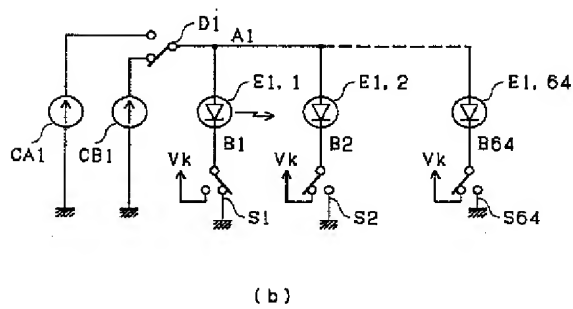 D1
A1
E1, 1
E1, 2
E1, 64
CA1
CB1
B1
B2
B64
Vk
Vk
Vk
S1
S2
S64
(b)